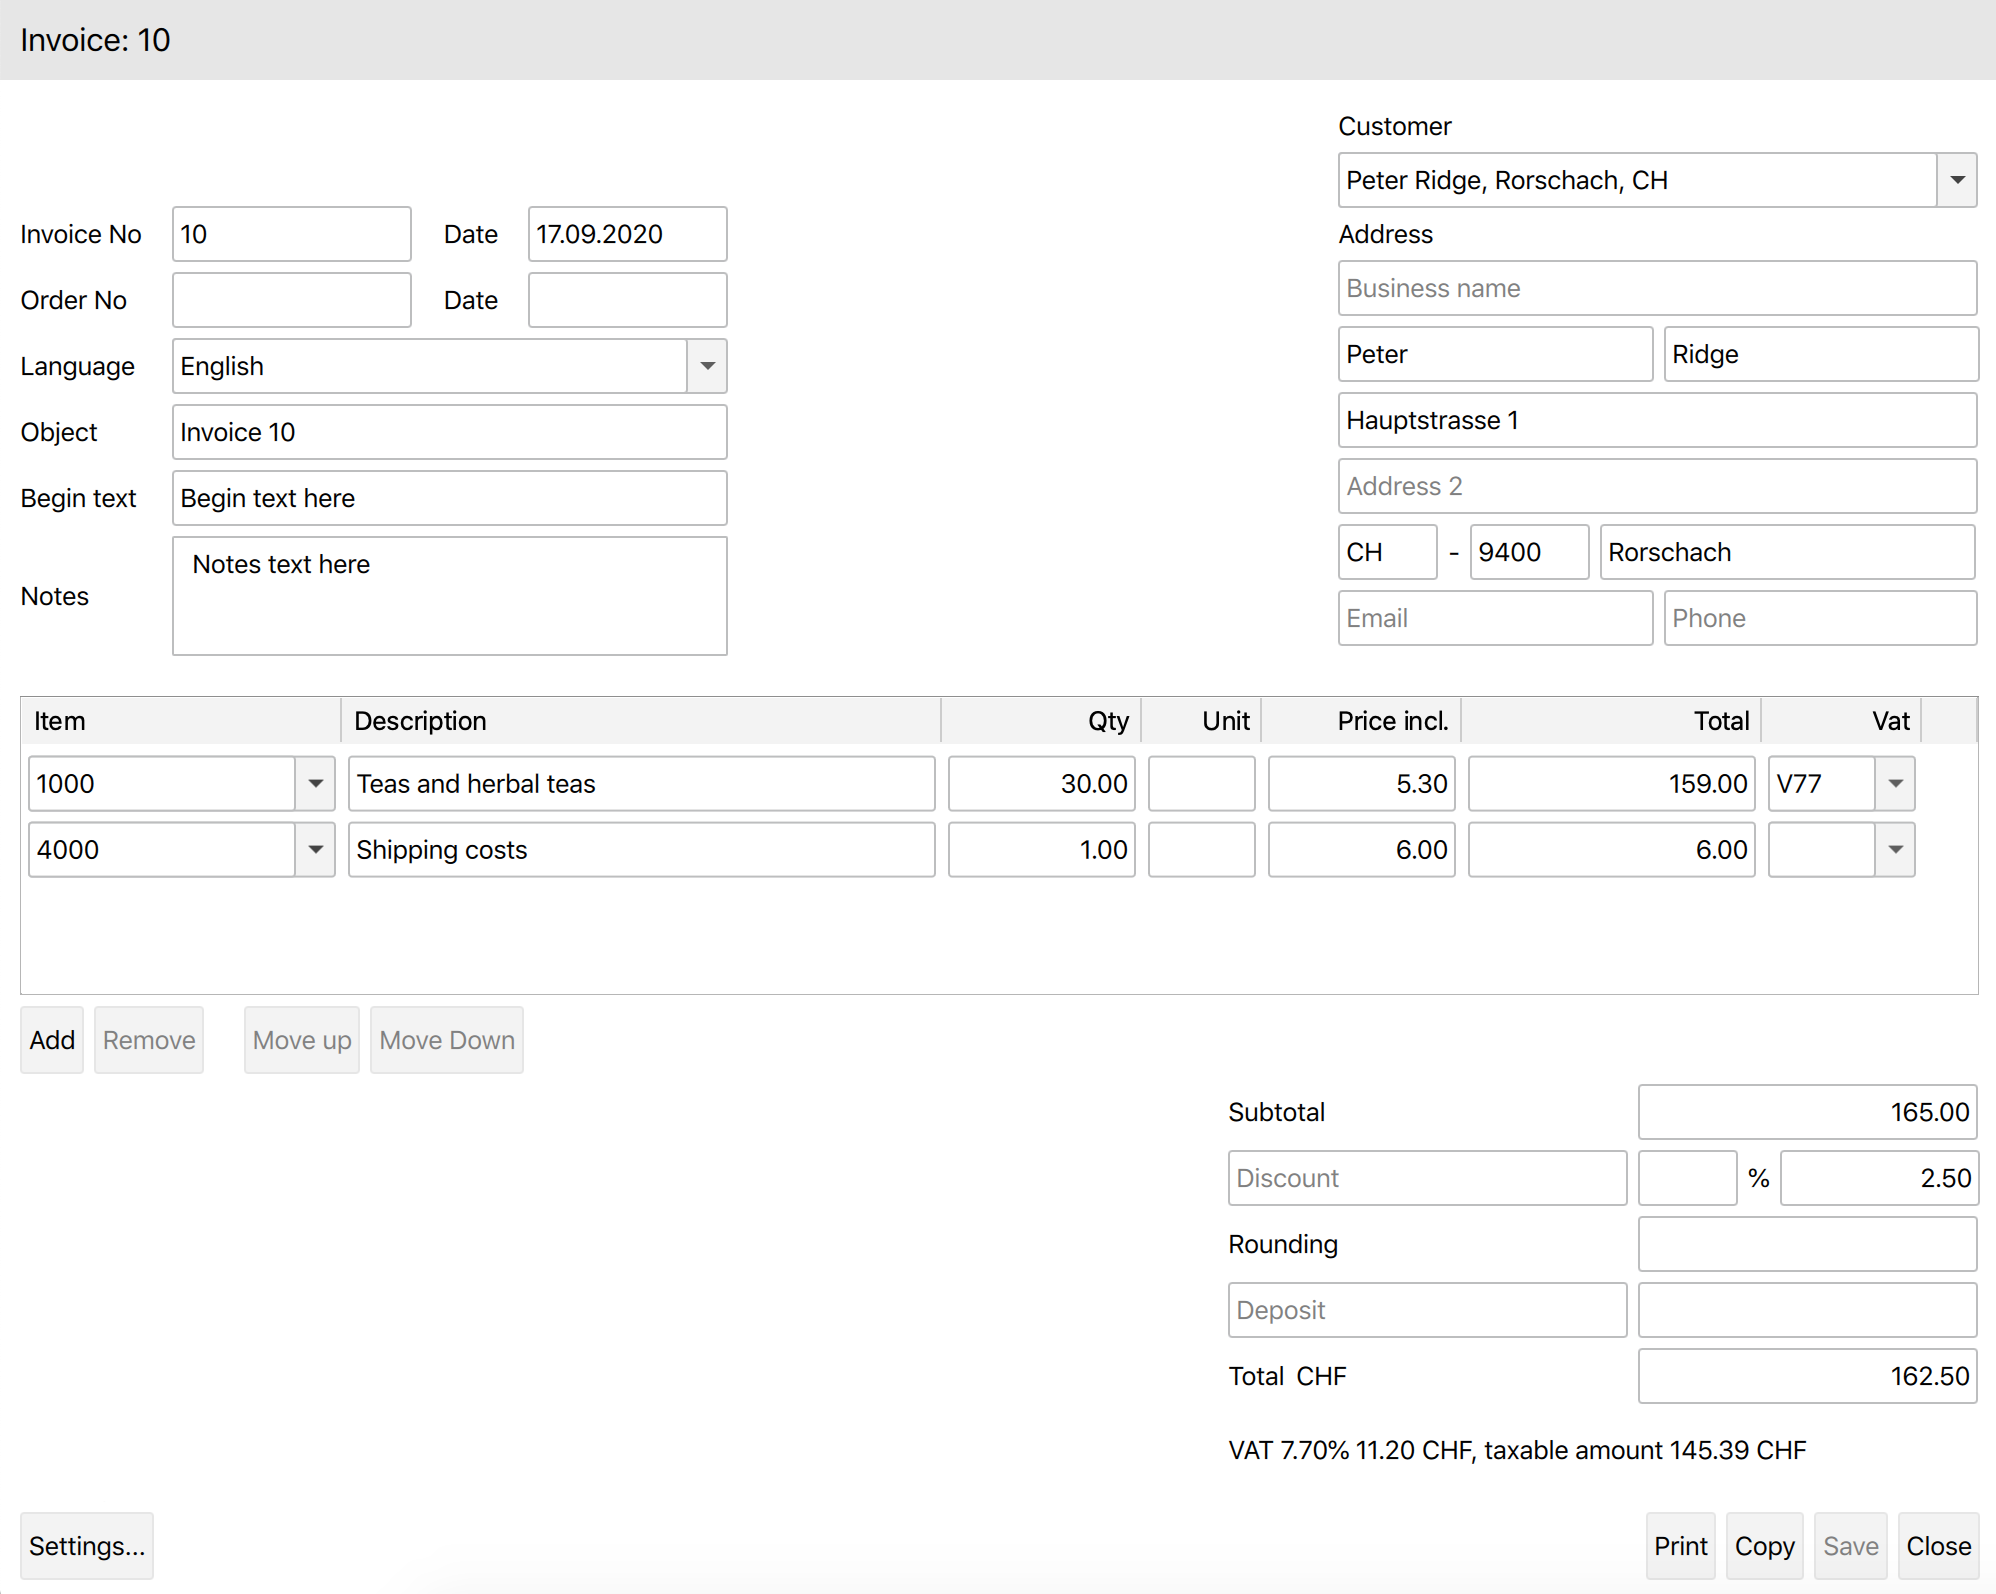 Invoice: 10
Customer
Peter Ridge, Rorschach, CH
Invoice No 10 Date 17.09.2020
Address
Order No Date
Business name
Language English
Peter Ridge
Object Invoice 10
Hauptstrasse 1
Begin text Begin text here
Address 2
Notes Notes text here
CH - 9400 Rorschach
Email Phone
Item Description Qty Unit Price incl. Total Vat
1000 Teas and herbal teas 30.00 5.30 159.00 V77
4000 Shipping costs 1.00 6.00 6.00
Add Remove Move up Move Down
Subtotal 165.00
Discount % 2.50
Rounding
Deposit
Total CHF 162.50
VAT 7.70% 11.20 CHF, taxable amount 145.39 CHF
Settings... Print Copy Save Close